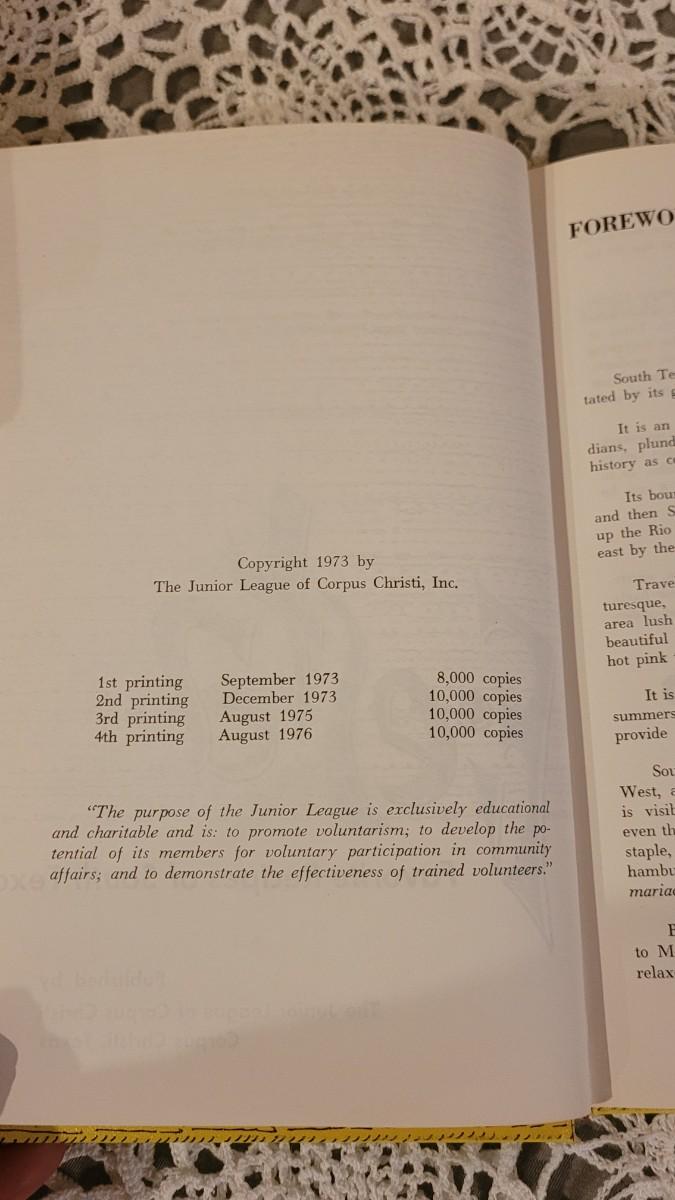 Copyright 1973 by
The Junior League of Corpus Christi, Inc.
1st printing September 1973 8,000 copies
2nd printing December 1973 10,000 copies
3rd printing August 1975 10,000 copies
4th printing August 1976 10,000 copies
"The purpose of the Junior League is exclusively educational
and charitable and is: to promote voluntarism; to develop the po-
tential of its members for voluntary participation in community
affairs; and to demonstrate the effectiveness of trained volunteers."
FOREWO
South Te
tated by its
It is an
dians, plund
history as c
Its bou
and then S
up the Rio
east by the
Trave
turesque,
area lush
beautiful
hot pink
It is
summers
provide
Sou
West, a
is visib
even th
staple,
hambu
mariac
to M
relax